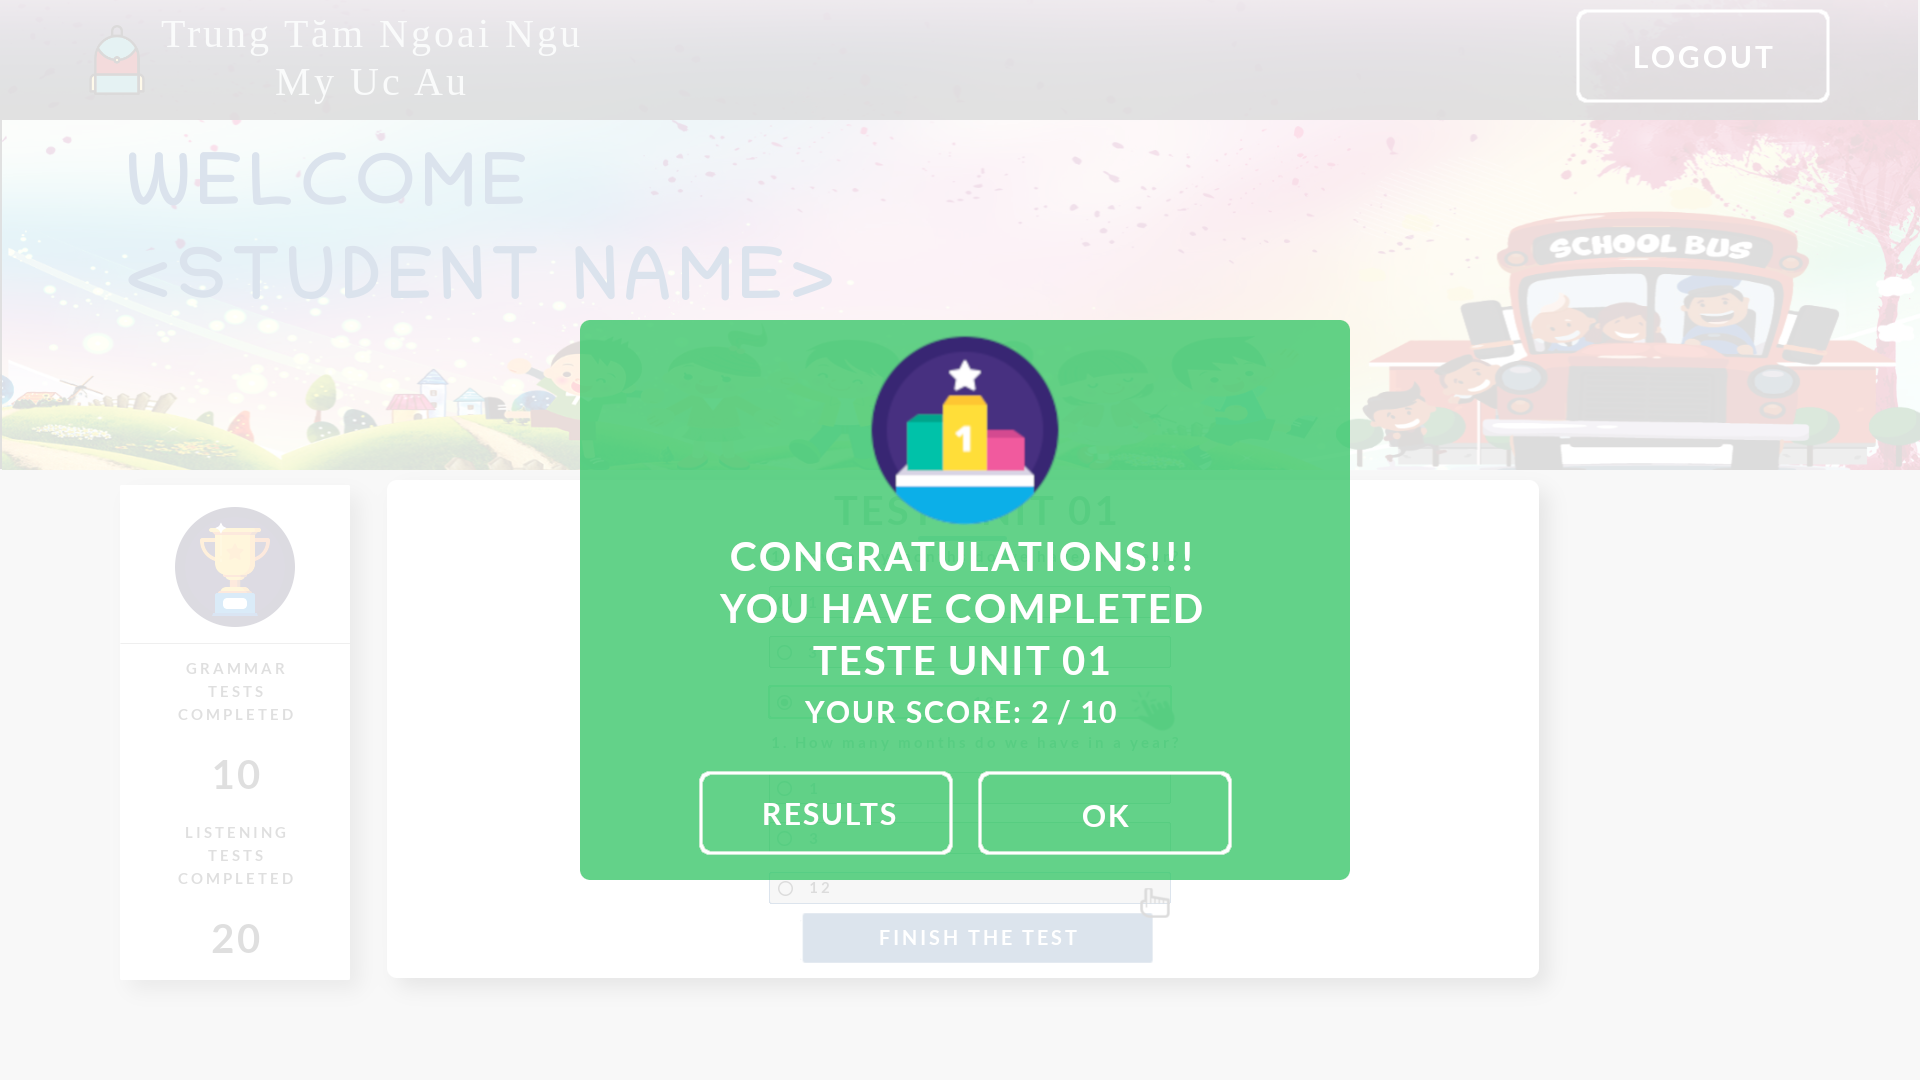 Trung Tăm Ngoai Ngu
My Uc Au
LOGOUT
WELCOME
<STUDENT NAME>
SCHOOL BUS
GRAMMAR
TESTS
COMPLETED
10
LISTENING
TESTS
COMPLETED
20
TEST UNIT 01
1
CONGRATULATIONS!!!
YOU HAVE COMPLETED
TESTE UNIT 01
YOUR SCORE: 2 / 10
1. How many months do we have in a year?
1
RESULTS
OK
12
FINISH THE TEST